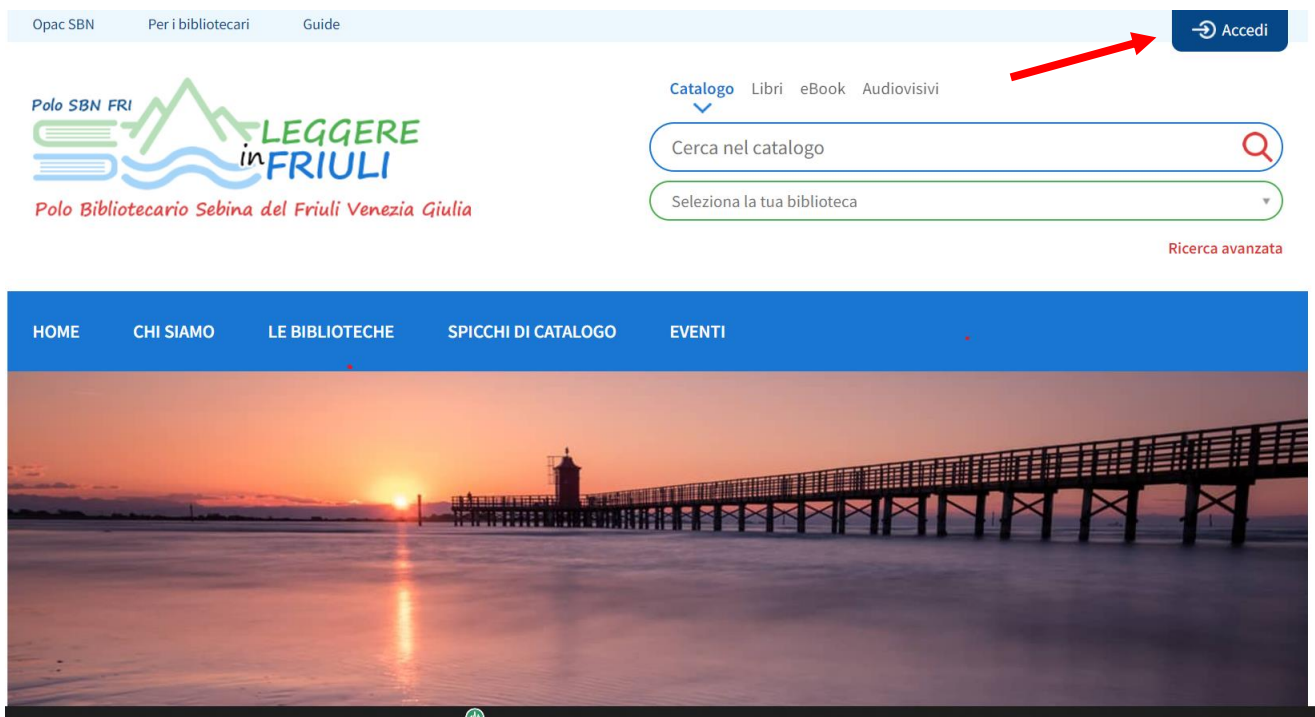 Opac SBN Per i bibliotecari Guide Accedi
Polo SBN FRI
LEGGERE
in FRIULI
Polo Bibliotecario Sebina del Friuli Venezia Giulia
Catalogo Libri eBook Audiovisivi
Cerca nel catalogo
Seleziona la tua biblioteca
Ricerca avanzata
HOME CHI SIAMO LE BIBLIOTECHE SPICCHI DI CATALOGO EVENTI